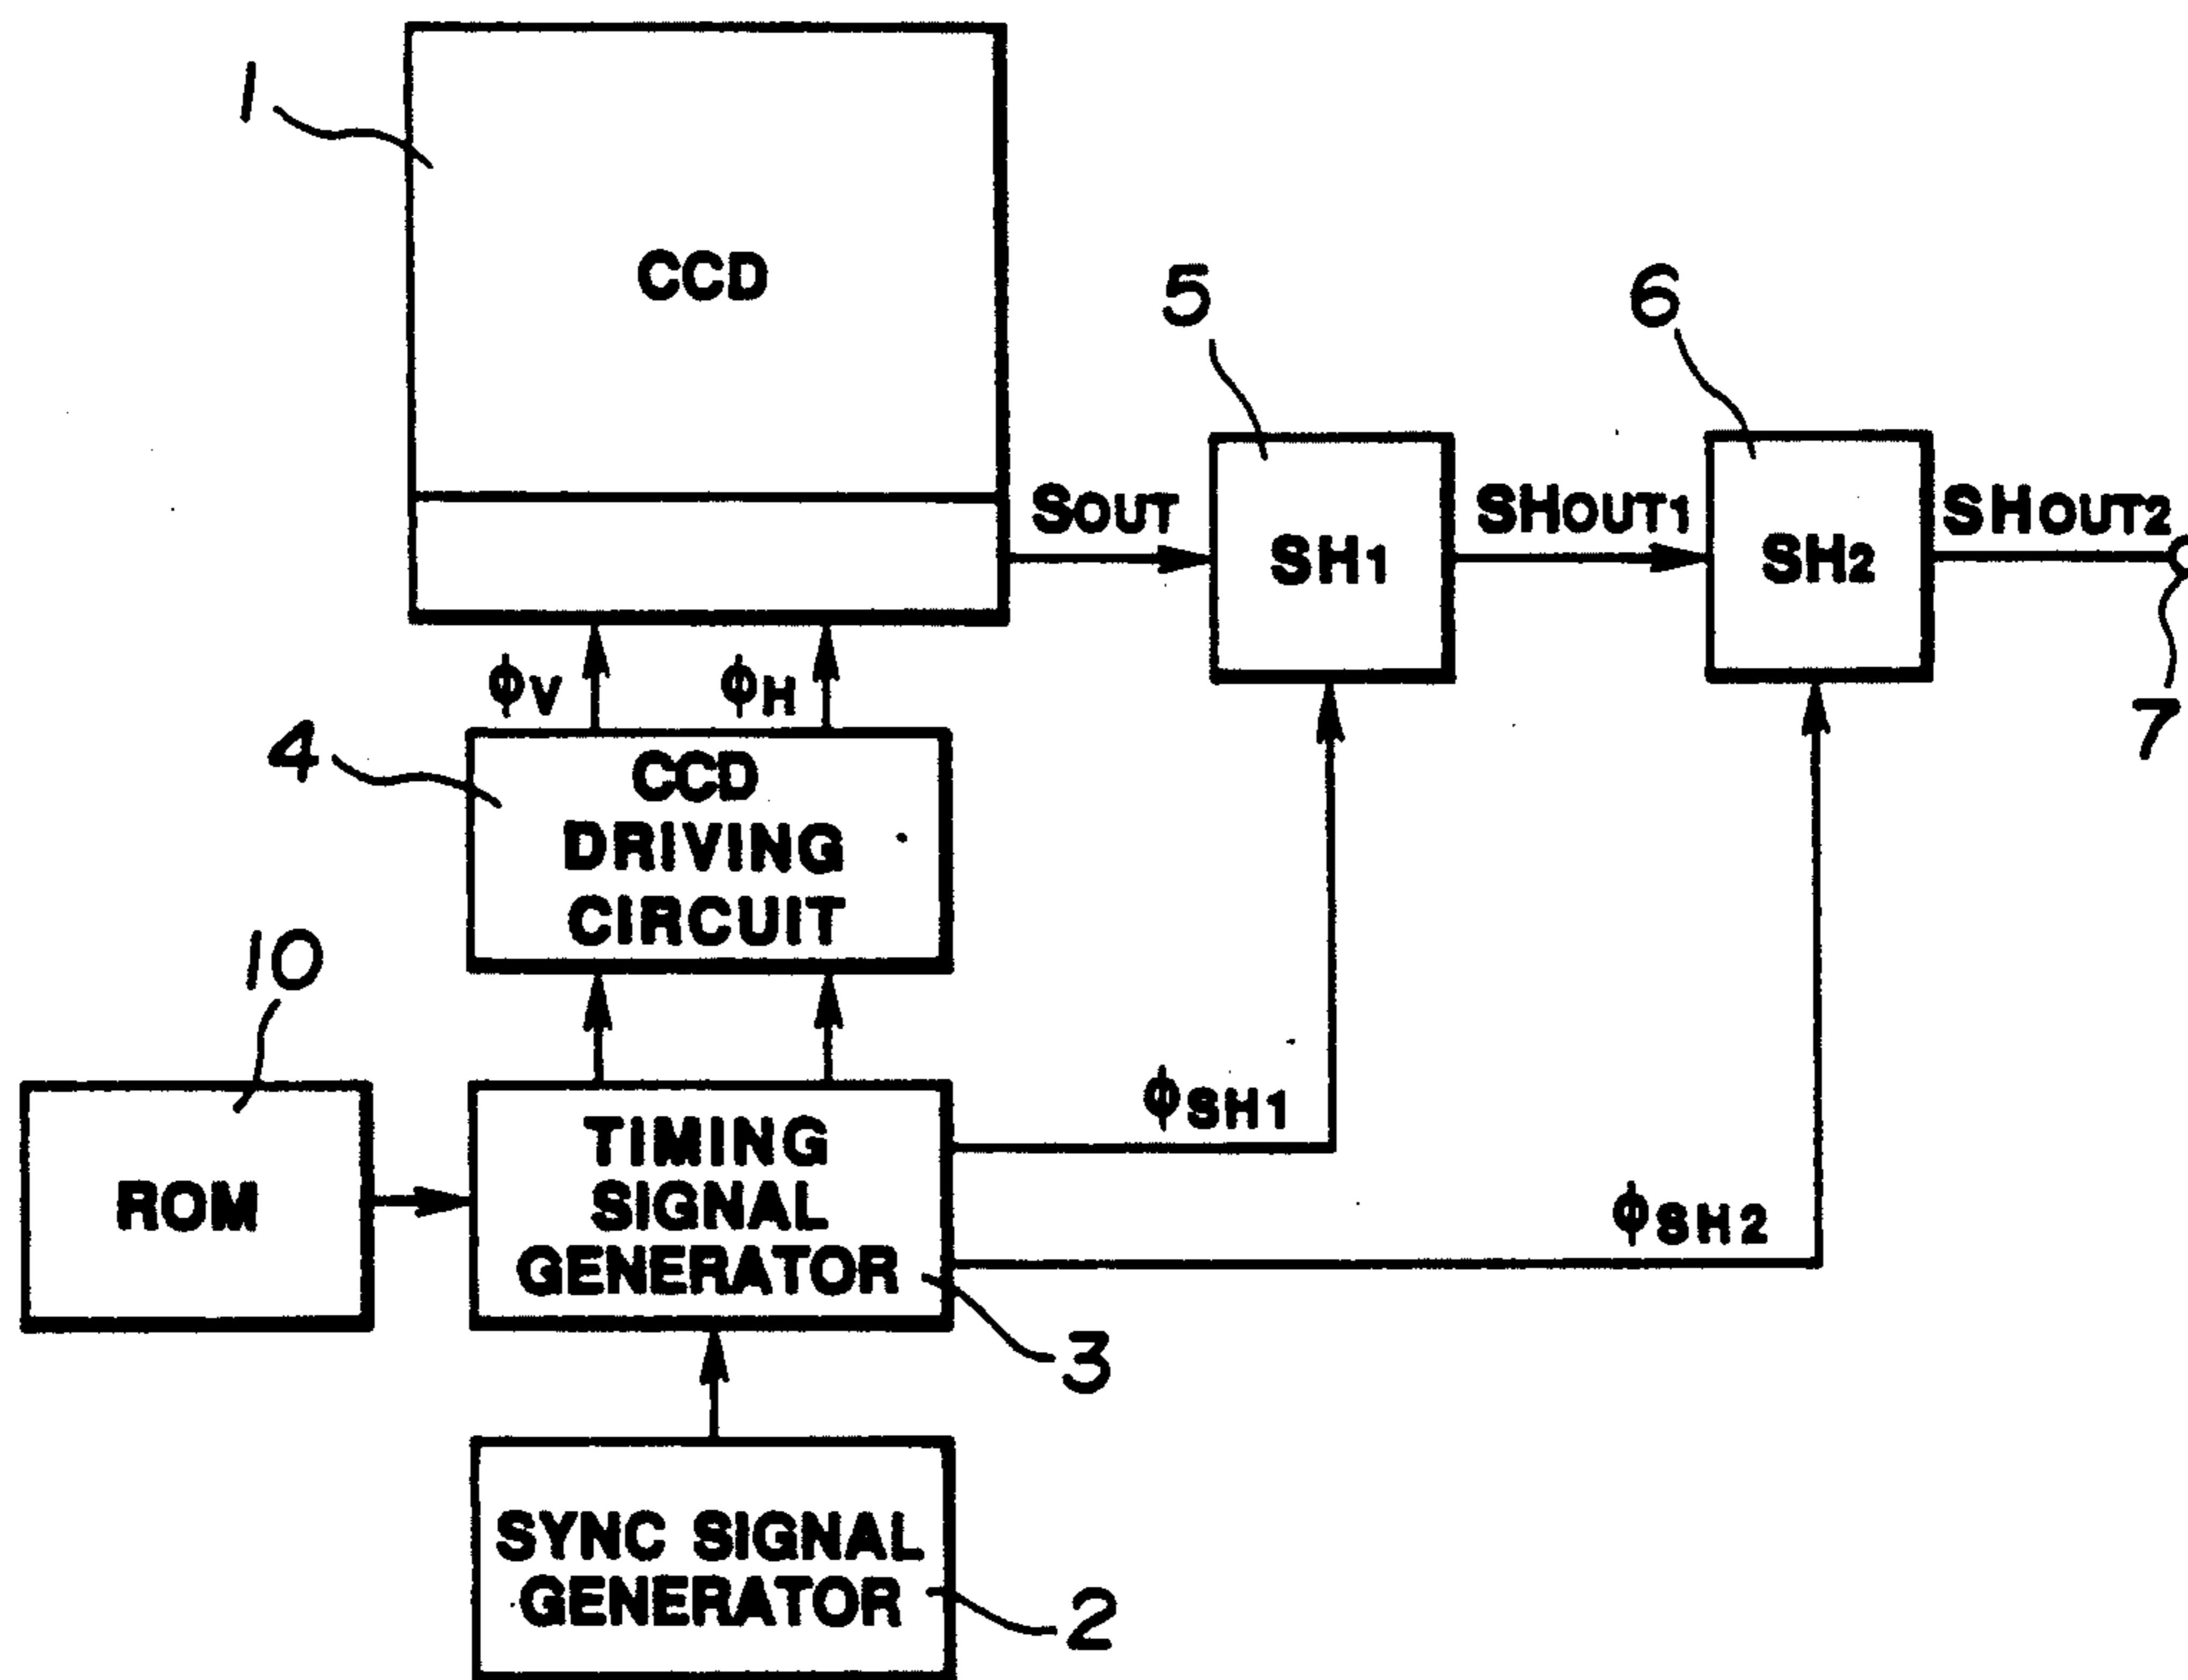 1
CCD
5
6
SOUT
SH1
SHOUT1
SH2
SHOUT2
7
ϕV
ϕH
4
CCD
DRIVING
CIRCUIT
10
ROM
TIMING
SIGNAL
GENERATOR
ϕSH1
ϕSH2
3
SYNC SIGNAL
GENERATOR
2